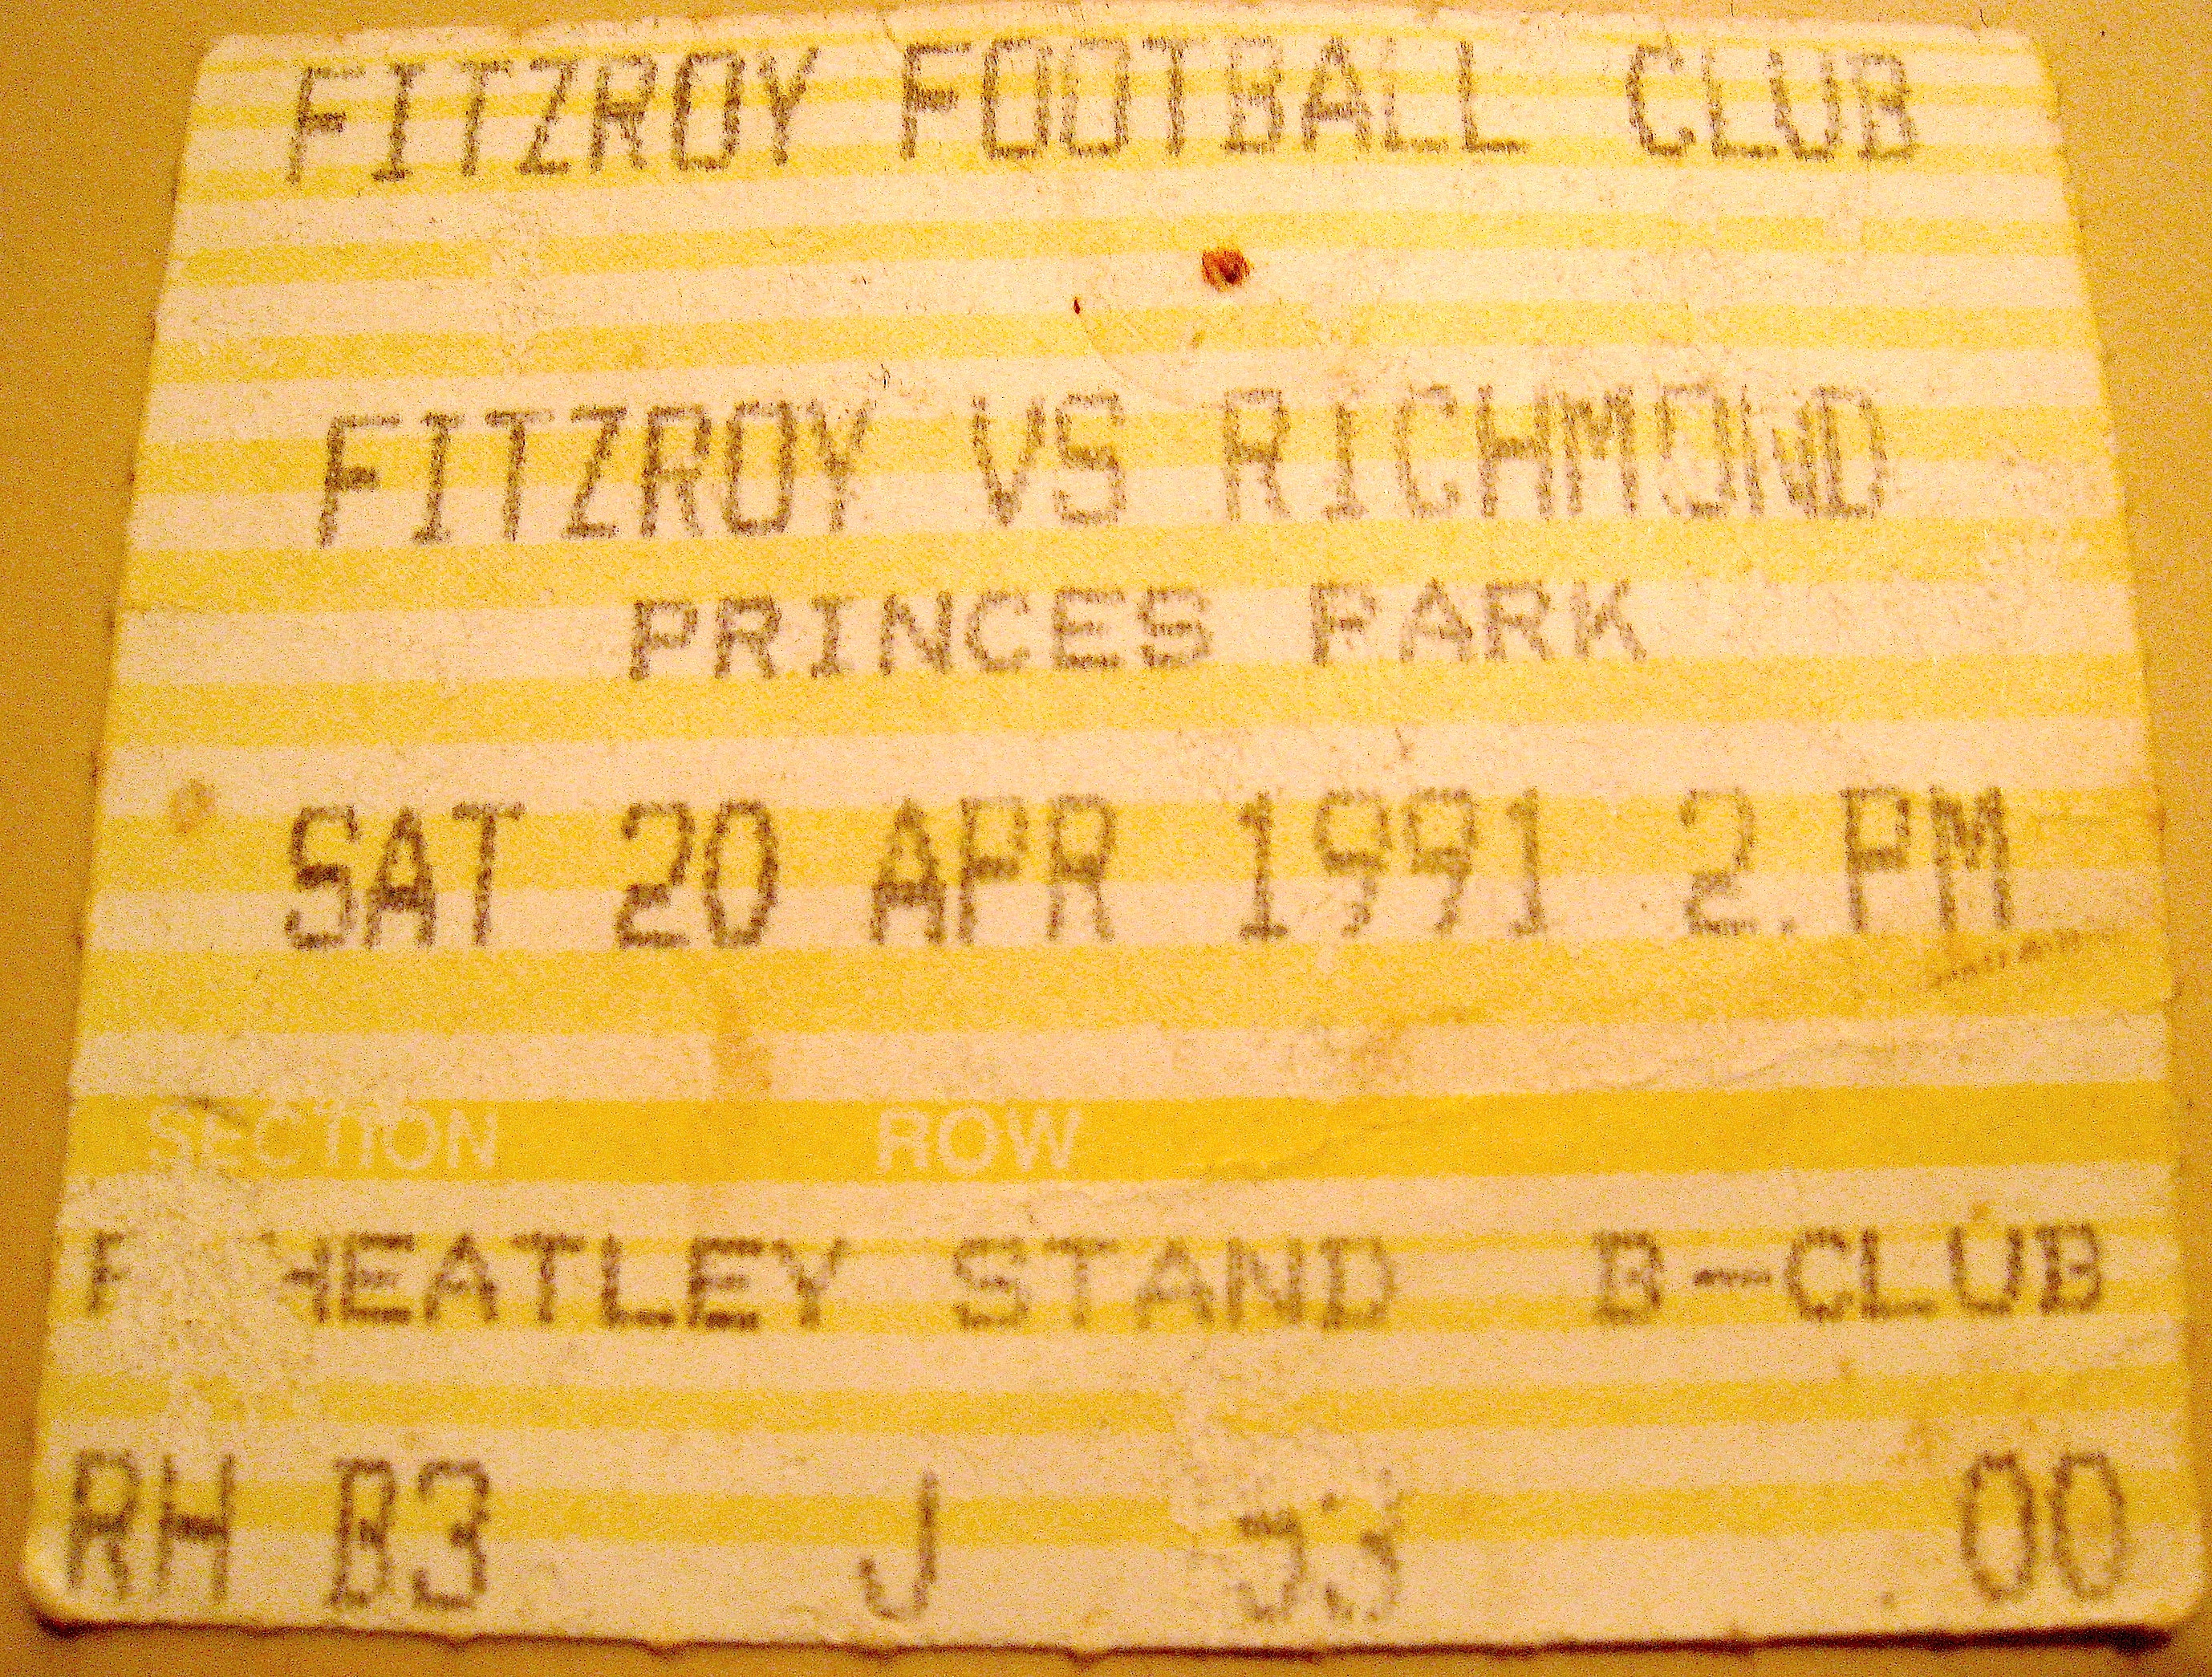 FITZROY FOOTBALL CLUB
FITZROY VS RICHMOND
PRINCES PARK
SAT 20 APR 1991 2.PM
SECTION ROW
HEATLEY STAND B-CLUB
RH B3 J 33 00